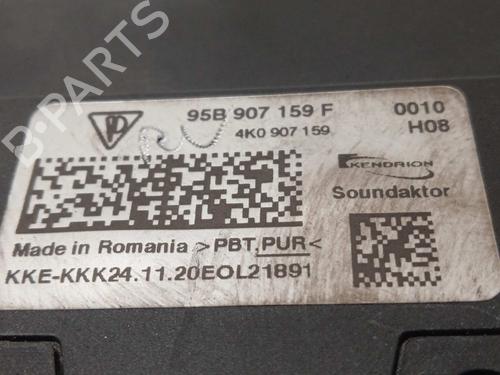 B-PARTS
95B 907 159 F
0010
4K0 907 159
H08
KENDRION
Soundaktor
Made in Romania >PBT,PUR<
KKE-KKK24.11.20EOL21891